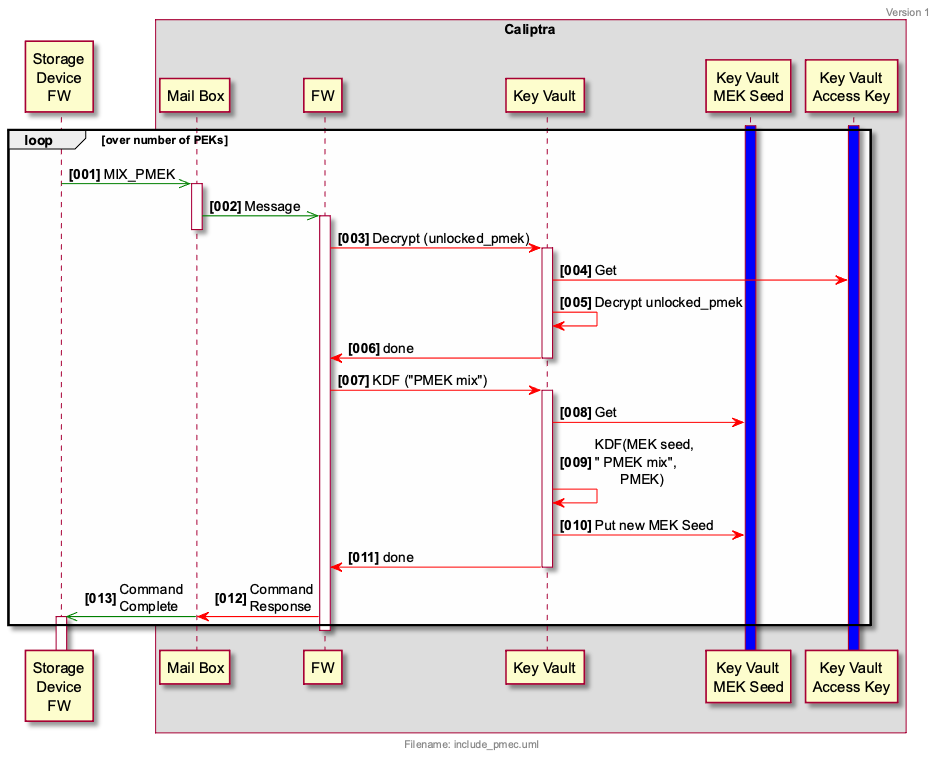 Version 1
Caliptra
Storage
Device
FW
Mail Box
FW
Key Vault
Key Vault
MEK Seed
Key Vault
Access Key
loop
[over number of PEKs]
[001] MIX_PMEK
[002] Message
[003] Decrypt (unlocked_pmek)
[004] Get
[005] Decrypt unlocked_pmek
[006] done
[007] KDF ("PMEK mix")
[008] Get
KDF(MEK seed,
[009] " PMEK mix",
PMEK)
[010] Put new MEK Seed
[011] done
[012] Command
Response
[013] Command
Complete
Storage
Device
FW
Mail Box
FW
Key Vault
Key Vault
MEK Seed
Key Vault
Access Key
Filename: include_pmec.uml